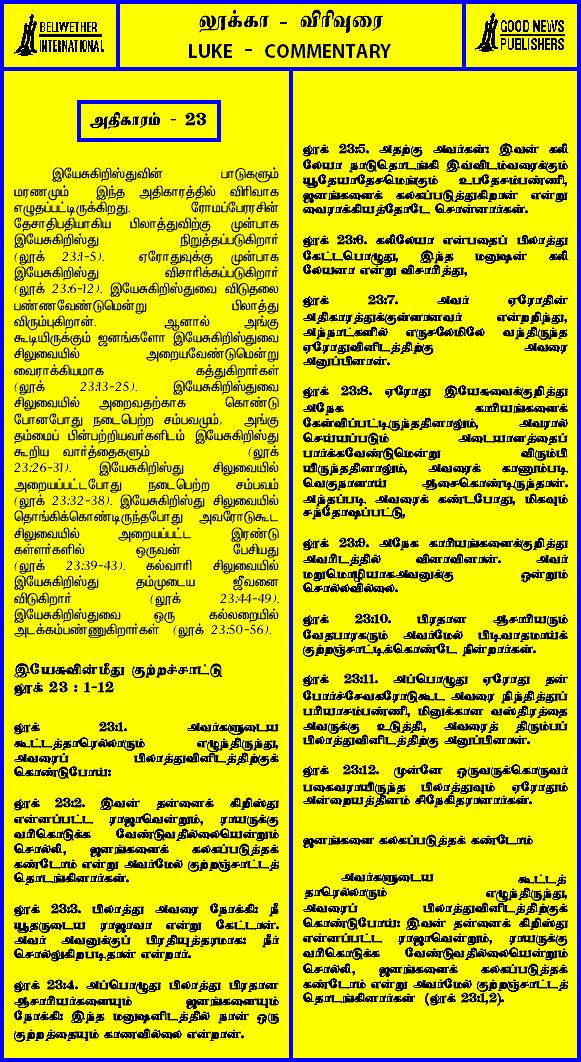 BELLWETHER
INTERNATIONAL
லூக்கா - விரிவுரை
LUKE - COMMENTARY
GOOD NEWS
PUBLISHERS
அதிகாரம் - 23
இயேசுகிறிஸ்துவின் பாடுகளும்
மரணமும் இந்த அதிகாரத்தில் விரிவாக
எழுதப்பட்டிருக்கிறது. ரோமப்பேரரசின்
தேசாதிபதியாகிய பிலாத்துவிற்கு முன்பாக
இயேசுகிறிஸ்து நிறுத்தப்படுகிறார்
(லூக் 23:1-5). ஏரோதுவுக்கு முன்பாக
இயேசுகிறிஸ்து விசாரிக்கப்படுகிறார்
(லூக் 23:6-12). இயேசுகிறிஸ்துவை விடுதலை
பண்ணவேண்டுமென்று பிலாத்து
விரும்புகிறான். ஆனால் அங்கு
கூடியிருக்கும் ஜனங்களோ இயேசுகிறிஸ்துவை
சிலுவையில் அறையவேண்டுமென்று
வைராக்கியமாக கத்துகிறார்கள்
(லூக் 23:13-25). இயேசுகிறிஸ்துவை
சிலுவையில் அறைவதற்காக கொண்டு
போனபோது நடைபெற்ற சம்பவமும், அங்கு
தம்மைப் பின்பற்றியவர்களிடம் இயேசுகிறிஸ்து
கூறிய வார்த்தைகளும் (லூக்
23:26-31). இயேசுகிறிஸ்து சிலுவையில்
அறையப்பட்டபோது நடைபெற்ற சம்பவம்
(லூக் 23:32-38). இயேசுகிறிஸ்து சிலுவையில்
தொங்கிக்கொண்டிருந்தபோது அவரோடுகூட
சிலுவையில் அறையப்பட்ட இரண்டு
கள்ளர்களில் ஒருவன் பேசியது
(லூக் 23:39-43). கல்வாரி சிலுவையில்
இயேசுகிறிஸ்து தம்முடைய ஜீவனை
விடுகிறார் (லூக் 23:44-49).
இயேசுகிறிஸ்துவை ஒரு கல்லறையில்
அடக்கம்பண்ணுகிறார்கள் (லூக் 23:50-56).
இயேசுவின்மீது குற்றச்சாட்டு
லூக் 23 : 1-12
லூக் 23:1. அவர்களுடைய
கூட்டத்தாரெல்லாரும் எழுந்திருந்து,
அவரைப் பிலாத்துவினிடத்திற்குக்
கொண்டுபோய்:
லூக் 23:2. இவன் தன்னைக் கிறிஸ்து
என்னப்பட்ட ராஜாவென்றும், ராயருக்கு
வரிகொடுக்க வேண்டுவதில்லையென்றும்
சொல்லி, ஜனங்களைக் கலகப்படுத்தக்
கண்டோம் என்று அவர்மேல் குற்றஞ்சாட்டத்
தொடங்கினார்கள்.
லூக் 23:3. பிலாத்து அவரை நோக்கி: நீ
யூதருடைய ராஜாவா என்று கேட்டான்.
அவர் அவனுக்குப் பிரதியுத்தரமாக: நீர்
சொல்லுகிறபடிதான் என்றார்.
லூக் 23:4. அப்பொழுது பிலாத்து பிரதான
ஆசாரியர்களையும் ஜனங்களையும்
நோக்கி: இந்த மனுஷனிடத்தில் நான் ஒரு
குற்றத்தையும் காணவில்லை என்றான்.
லூக் 23:5. அதற்கு அவர்கள்: இவன் கலி
லேயா நாடுதொடங்கி இவ்விடம்வரைக்கும்
யூதேயாதேசமெங்கும் உபதேசம்பண்ணி,
ஜனங்களைக் கலகப்படுத்துகிறான் என்று
வைராக்கியத்தோடே சொன்னார்கள்.
லூக் 23:6. கலிலேயா என்பதைப் பிலாத்து
கேட்டபொழுது, இந்த மனுஷன் கலி
லேயனா என்று விசாரித்து,
லூக் 23:7. அவர் ஏரோதின்
அதிகாரத்துக்குள்ளானவர் என்றறிந்து,
அந்நாட்களில் எருசலேமிலே வந்திருந்த
ஏரோதுவினிடத்திற்கு அவரை
அனுப்பினான்.
லூக் 23:8. ஏரோது இயேசுவைக்குறித்து
அநேக காரியங்களைக்
கேள்விப்பட்டிருந்ததினாலும், அவரால்
செய்யப்படும் அடையாளத்தைப்
பார்க்கவேண்டுமென்று விரும்பி
யிருந்ததினாலும், அவரைக் காணும்படி
வெகுநாளாய் ஆசைகொண்டிருந்தான்.
அந்தப்படி அவரைக் கண்டபோது, மிகவும்
சந்தோஷப்பட்டு,
லூக் 23:9. அநேக காரியங்களைக்குறித்து
அவரிடத்தில் வினாவினான். அவர்
மறுமொழியாகஅவனுக்கு ஒன்றும்
சொல்லவில்லை.
லூக் 23:10. பிரதான ஆசாரியரும்
வேதபாரகரும் அவர்மேல் பிடிவாதமாய்க்
குற்றஞ்சாட்டிக்கொண்டே நின்றார்கள்.
லூக் 23:11. அப்பொழுது ஏரோது தன்
போர்ச்சேவகரோடுகூட அவரை நிந்தித்துப்
பரியாசம்பண்ணி, மினுக்கான வஸ்திரத்தை
அவருக்கு உடுத்தி, அவரைத் திரும்பப்
பிலாத்துவினிடத்திற்கு அனுப்பினான்.
லூக் 23:12. முன்னே ஒருவருக்கொருவர்
பகைவராயிருந்த பிலாத்துவும் ஏரோதும்
அன்றையத்தினம் சிநேகிதரானார்கள்.
ஜனங்களை கலகப்படுத்தக் கண்டோம்
அவர்களுடைய கூட்டத்
தாரெல்லாரும் எழுந்திருந்து,
அவரைப் பிலாத்துவினிடத்திற்குக்
கொண்டுபோய்: இவன் தன்னைக் கிறிஸ்து
என்னப்பட்ட ராஜாவென்றும், ராயருக்கு
வரிகொடுக்க வேண்டுவதில்லையென்றும்
சொல்லி, ஜனங்களைக் கலகப்படுத்தக்
கண்டோம் என்று அவர்மேல் குற்றஞ்சாட்டத்
தொடங்கினார்கள் (லூக் 23:1,2).